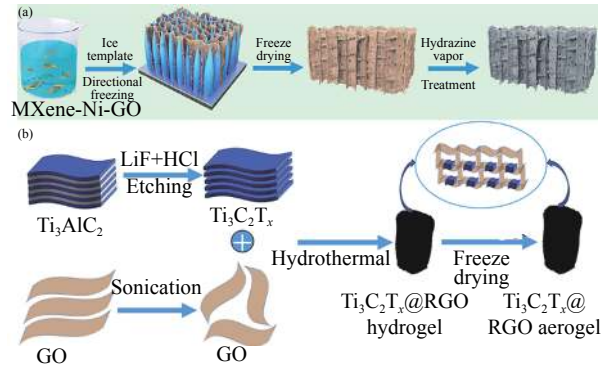 (a)
Ice
template
Directional
freezing
MXene-Ni-GO
Freeze
drying
Hydrazine
vapor
Treatment
(b)
LiF+HCl
Etching
Ti₃AlC₂
Ti₃C₂Tₓ
Sonication
GO
GO
Hydrothermal
Ti₃C₂Tₓ@RGO
hydrogel
Freeze
drying
Ti₃C₂Tₓ@
RGO aerogel